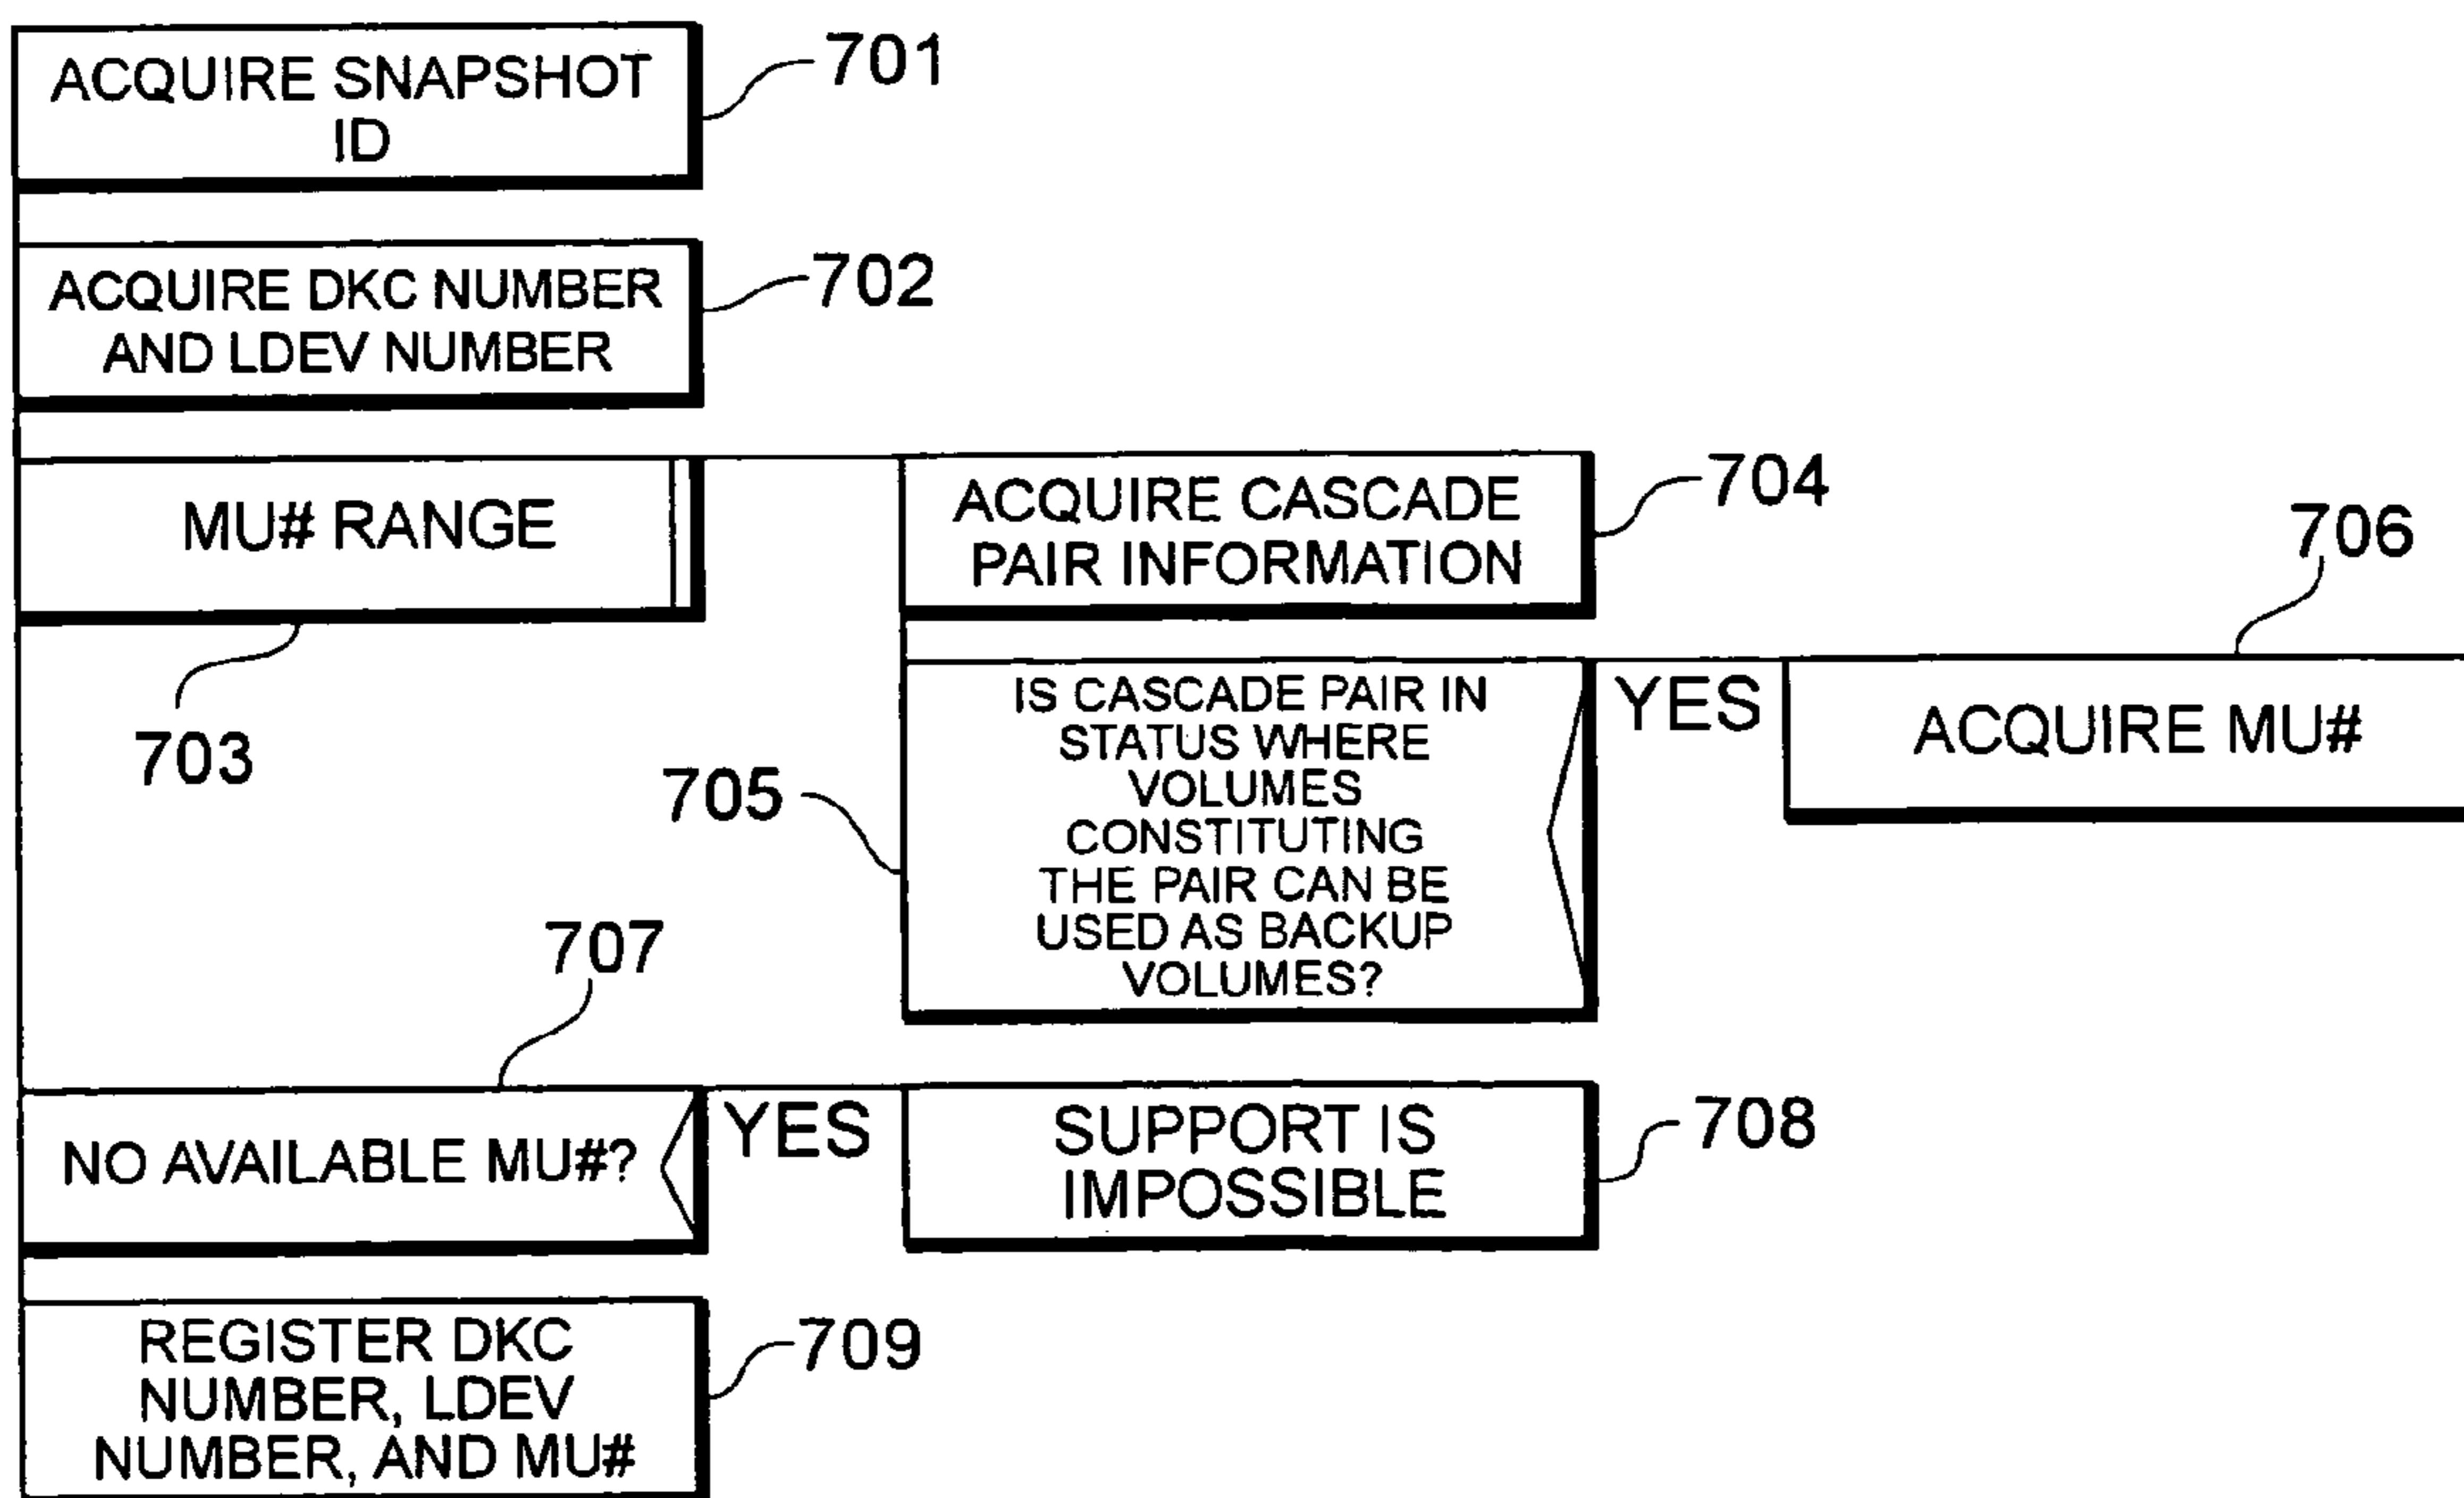 ACQUIRE SNAPSHOT
ID
701
ACQUIRE DKC NUMBER
AND LDEV NUMBER
702
MU# RANGE
703
ACQUIRE CASCADE
PAIR INFORMATION
704
IS CASCADE PAIR IN
STATUS WHERE
VOLUMES
CONSTITUTING
THE PAIR CAN BE
USED AS BACKUP
VOLUMES?
705
YES
706
ACQUIRE MU#
707
NO AVAILABLE MU#?
YES
SUPPORT IS
IMPOSSIBLE
708
REGISTER DKC
NUMBER, LDEV
NUMBER, AND MU#
709